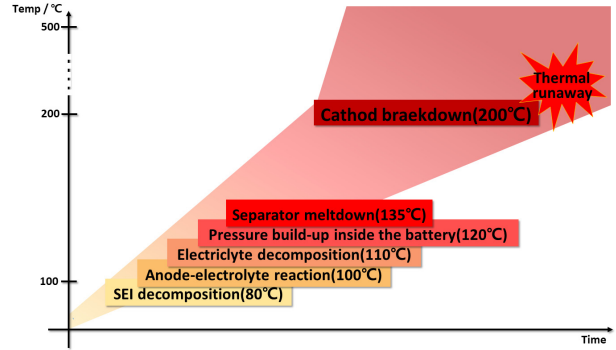 Temp / ℃
500
Thermal
runaway
200
Cathod braekdown(200℃)
Separator meltdown(135℃)
Pressure build-up inside the battery(120℃)
Electriclyte decomposition(110℃)
Anode-electrolyte reaction(100℃)
100
SEI decomposition(80℃)
Time